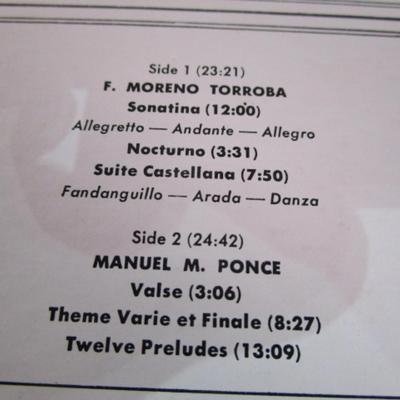 Side 1 (23:21)
F. MORENO TORROBA
Sonatina (12:00)
Allegretto — Andante — Allegro
Nocturno (3:31)
Suite Castellana (7:50)
Fandanguillo — Arada — Danza
Side 2 (24:42)
MANUEL M. PONCE
Valse (3:06)
Theme Varie et Finale (8:27)
Twelve Preludes (13:09)